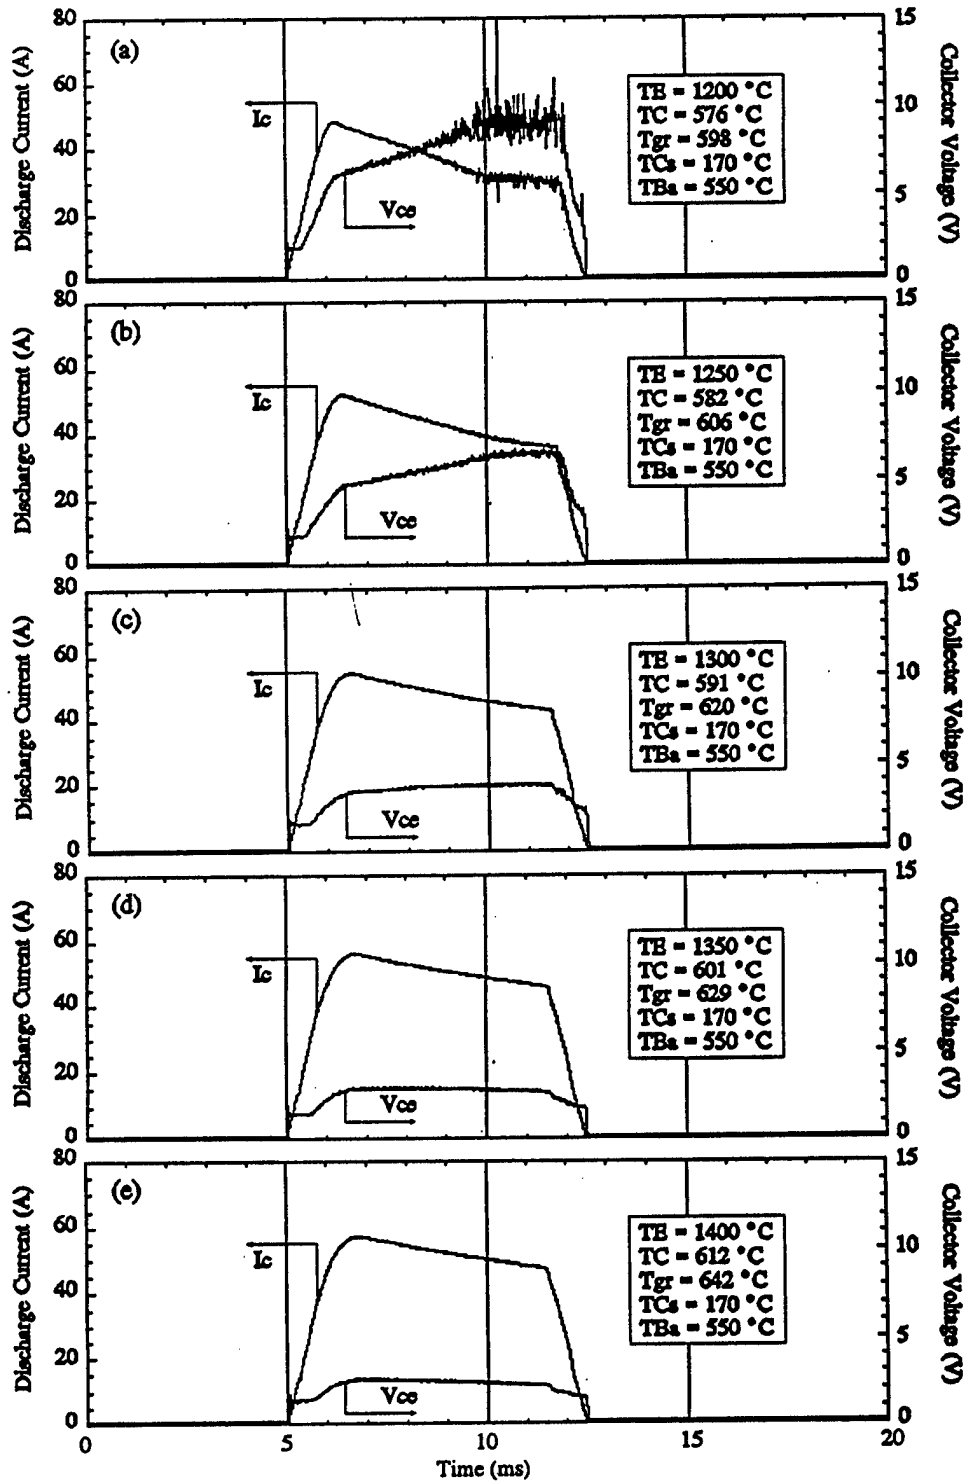 80
60
40
20
0
Discharge Current (A)
(a)
Ic
Vce
TE = 1200 °C
TC = 576 °C
Tgr = 598 °C
TCs = 170 °C
TBa = 550 °C
15
10
5
0
Collector Voltage (V)
80
60
40
20
0
Discharge Current (A)
(b)
Ic
Vce
TE = 1250 °C
TC = 582 °C
Tgr = 606 °C
TCs = 170 °C
TBa = 550 °C
15
10
5
0
Collector Voltage (V)
80
60
40
20
0
Discharge Current (A)
(c)
Ic
Vce
TE = 1300 °C
TC = 591 °C
Tgr = 620 °C
TCs = 170 °C
TBa = 550 °C
15
10
5
0
Collector Voltage (V)
80
60
40
20
0
Discharge Current (A)
(d)
Ic
Vce
TE = 1350 °C
TC = 601 °C
Tgr = 629 °C
TCs = 170 °C
TBa = 550 °C
15
10
5
0
Collector Voltage (V)
80
60
40
20
0
Discharge Current (A)
(e)
Ic
Vce
TE = 1400 °C
TC = 612 °C
Tgr = 642 °C
TCs = 170 °C
TBa = 550 °C
15
10
5
0
Collector Voltage (V)
0 5 10 15 20
Time (ms)